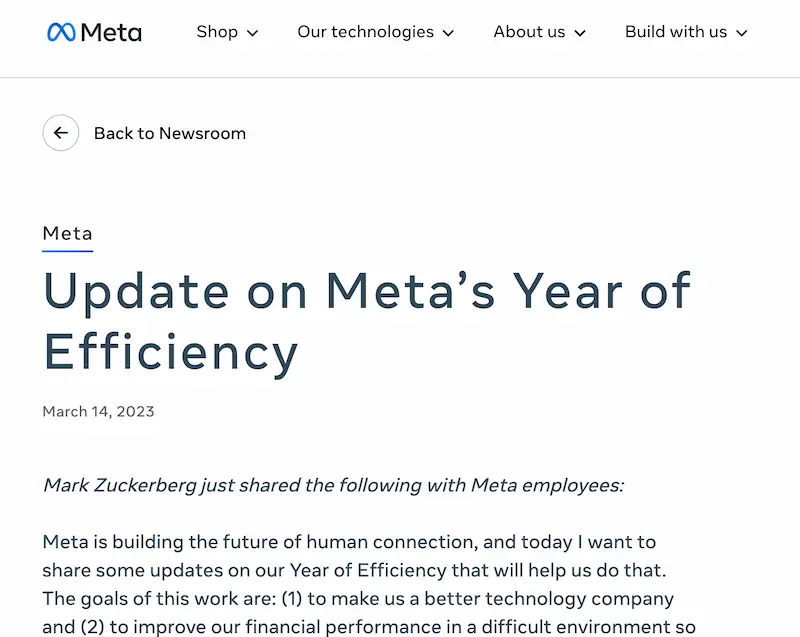 Meta Shop Our technologies About us Build with us
Back to Newsroom
Meta
Update on Meta’s Year of
Efficiency
March 14, 2023
Mark Zuckerberg just shared the following with Meta employees:
Meta is building the future of human connection, and today I want to
share some updates on our Year of Efficiency that will help us do that.
The goals of this work are: (1) to make us a better technology company
and (2) to improve our financial performance in a difficult environment so